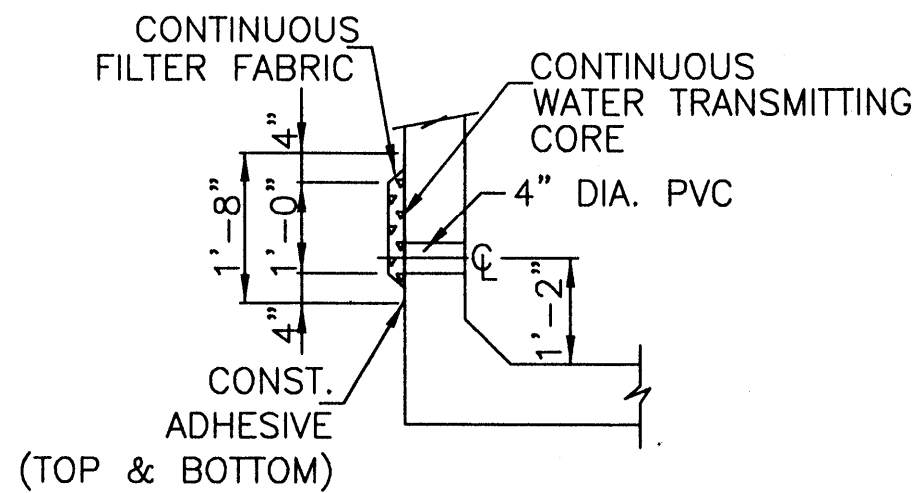 CONTINUOUS
FILTER FABRIC
CONTINUOUS
WATER TRANSMITTING
CORE
4"
1'-8"
1'-0"
4"
4" DIA. PVC
℄
1'-2"
CONST.
ADHESIVE
(TOP & BOTTOM)